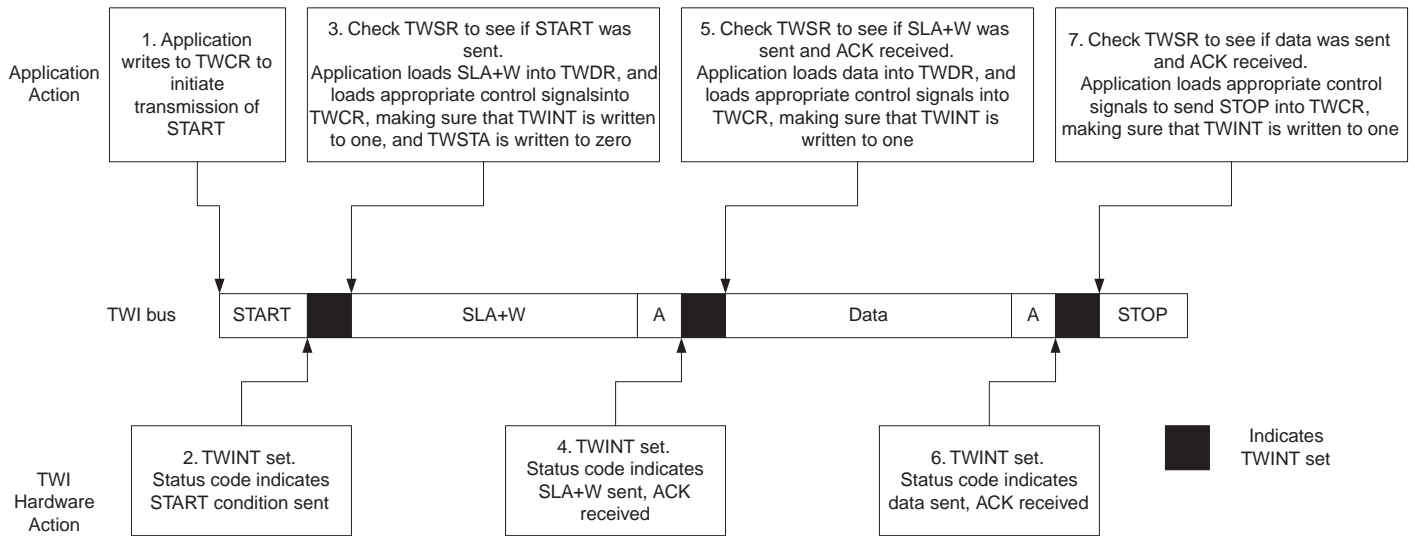 Application
Action
1. Application
writes to TWCR to
initiate
transmission of
START
3. Check TWSR to see if START was
sent.
Application loads SLA+W into TWDR, and
loads appropriate control signalsinto
TWCR, making sure that TWINT is written
to one, and TWSTA is written to zero
5. Check TWSR to see if SLA+W was
sent and ACK received.
Application loads data into TWDR, and
loads appropriate control signals into
TWCR, making sure that TWINT is
written to one
7. Check TWSR to see if data was sent
and ACK received.
Application loads appropriate control
signals to send STOP into TWCR,
making sure that TWINT is written to one
TWI bus
START
SLA+W
A
Data
A
STOP
TWI
Hardware
Action
2. TWINT set.
Status code indicates
START condition sent
4. TWINT set.
Status code indicates
SLA+W sent, ACK
received
6. TWINT set.
Status code indicates
data sent, ACK received
Indicates
TWINT set